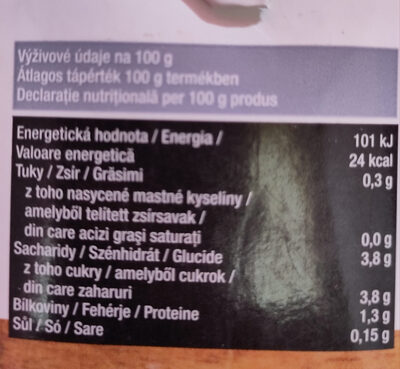 Výživové údaje na 100 g
Átlagos tápérték 100 g termékben
Declarație nutrițională per 100 g produs
Energetická hodnota / Energia / 101 kJ
Valoare energetică 24 kcal
Tuky / Zsír / Grăsimi 0,3 g
z toho nasycené mastné kyseliny /
amelyből telített zsírsavak /
din care acizi grași saturați 0,0 g
Sacharidy / Szénhidrát / Glucide 3,8 g
z toho cukry / amelyből cukrok /
din care zaharuri 3,8 g
Bílkoviny / Fehérje / Proteine 1,3 g
Sůl / Só / Sare 0,15 g